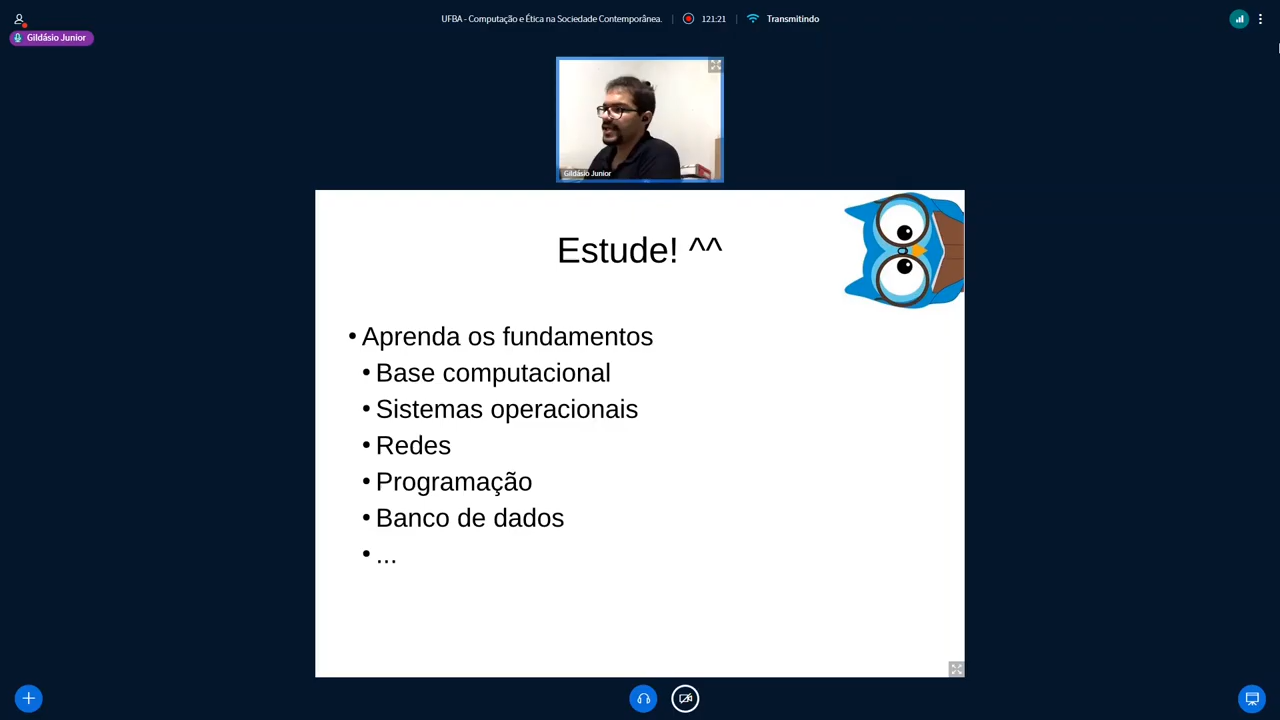 UFBA - Computação e Ética na Sociedade Contemporânea.
121:21
Transmitindo
Gildásio Junior
Gildásio Junior
Estude! ^^
• Aprenda os fundamentos
• Base computacional
• Sistemas operacionais
• Redes
• Programação
• Banco de dados
• ...